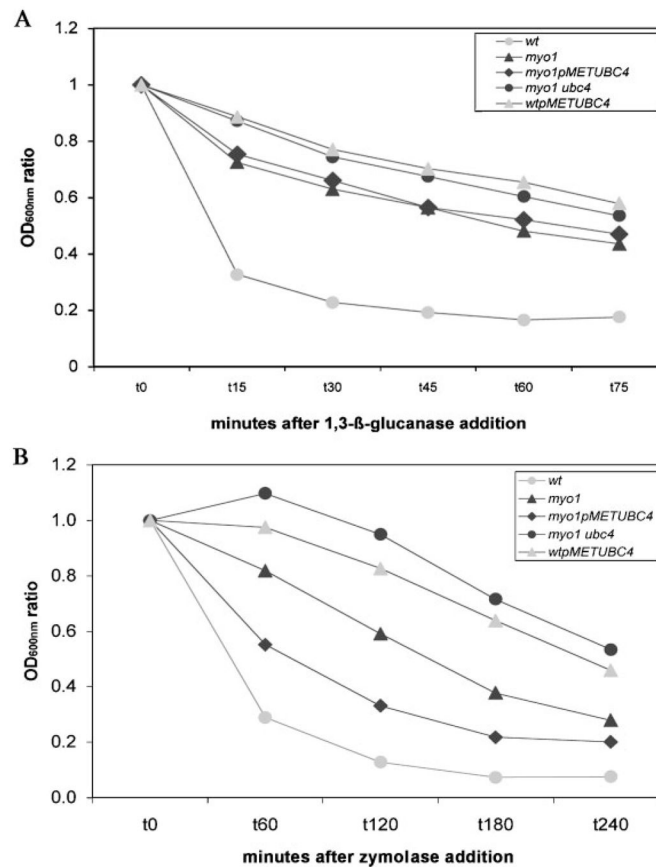 A
1.2
1
0.8
0.6
0.4
0.2
0
OD600nm ratio
wt
myo1
myo1pMETUBC4
myo1 ubc4
wtpMETUBC4
t0 t15 t30 t45 t60 t75
minutes after 1,3-ß-glucanase addition
B
1.2
1.0
0.8
0.6
0.4
0.2
0.0
OD600nm ratio
wt
myo1
myo1pMETUBC4
myo1 ubc4
wtpMETUBC4
t0 t60 t120 t180 t240
minutes after zymolase addition